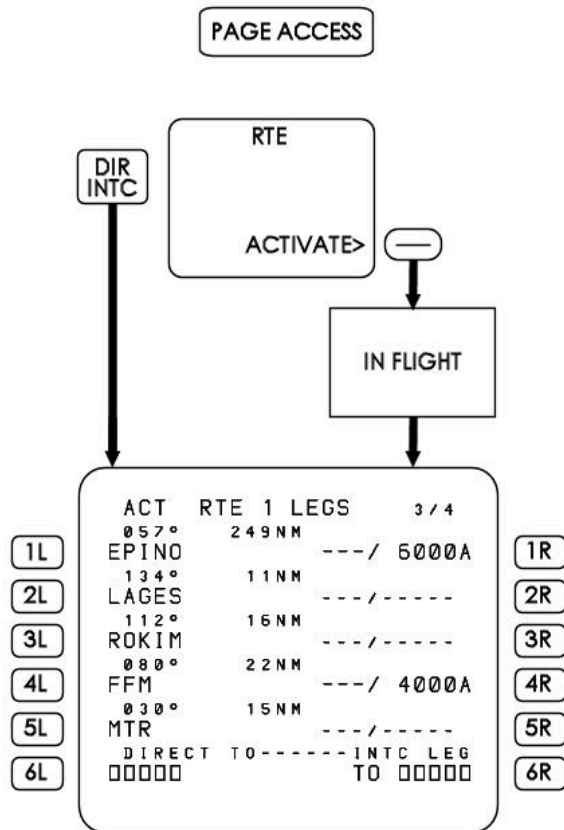 PAGE ACCESS
RTE
DIR
INTC
ACTIVATE>
IN FLIGHT
ACT RTE 1 LEGS 3/4
057° 249NM
1L EPINO ---/ 6000A 1R
134° 11NM
2L LAGES ---/----- 2R
112° 16NM
3L ROKIM ---/----- 3R
080° 22NM
4L FFM ---/ 4000A 4R
030° 15NM
5L MTR ---/----- 5R
DIRECT TO------INTC LEG
6L □□□□□ TO □□□□□ 6R